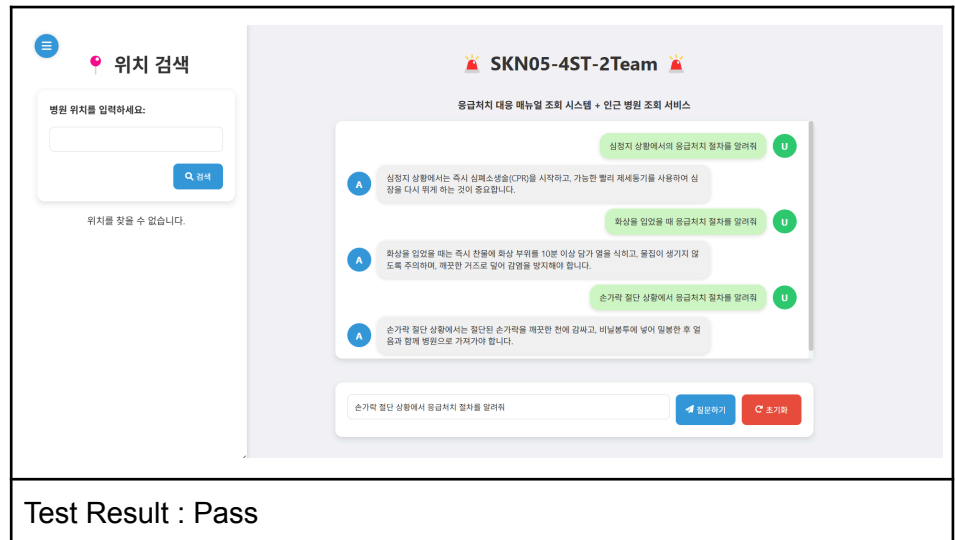 위치 검색
병원 위치를 입력하세요:
검색
위치를 찾을 수 없습니다.
SKN05-4ST-2Team
응급처치 대응 매뉴얼 조회 시스템 + 인근 병원 조회 서비스
심정지 상황에서의 응급처치 절차를 알려줘
U
A
심정지 상황에서는 즉시 심폐소생술(CPR)을 시작하고, 가능한 빨리 제세동기를 사용하여 심
장을 다시 뛰게 하는 것이 중요합니다.
화상을 입었을 때 응급처치 절차를 알려줘
U
A
화상을 입었을 때는 즉시 찬물에 화상 부위를 10분 이상 담가 열을 식히고, 물집이 생기지 않
도록 주의하며, 깨끗한 거즈로 덮어 감염을 방지해야 합니다.
손가락 절단 상황에서 응급처치 절차를 알려줘
U
A
손가락 절단 상황에서는 절단된 손가락을 깨끗한 천에 감싸고, 비닐봉투에 넣어 밀봉한 후 얼
음과 함께 병원으로 가져가야 합니다.
손가락 절단 상황에서 응급처치 절차를 알려줘
질문하기
초기화
Test Result : Pass